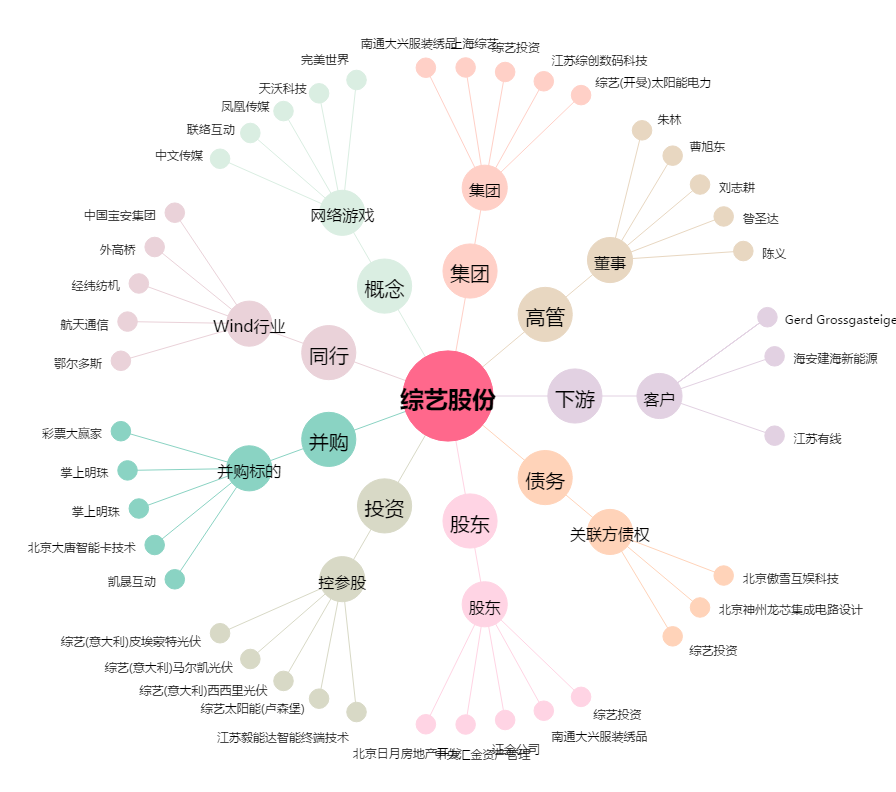 南通大兴服装绣品
上海综艺
综艺投资
江苏综创数码科技
综艺(开曼)太阳能电力
完美世界
天沃科技
凤凰传媒
联络互动
中文传媒
网络游戏
概念
集团
集团
朱林
曹旭东
刘志耕
昝圣达
陈义
董事
高管
中国宝安集团
外高桥
经纬纺机
航天通信
鄂尔多斯
Wind行业
同行
综艺股份
下游
客户
Gerd Grossgasteige
海安建海新能源
江苏有线
彩票大赢家
掌上明珠
掌上明珠
北京大唐智能卡技术
凯晟互动
并购标的
并购
投资
控参股
综艺(意大利)皮埃蒙特光伏
综艺(意大利)马尔凯光伏
综艺(意大利)西西里光伏
综艺太阳能(卢森堡)
江苏毅能达智能终端技术
股东
股东
北京日月房地产开发
中央汇金资产管理
证金公司
南通大兴服装绣品
综艺投资
债务
关联方债权
北京傲雪互娱科技
北京神州龙芯集成电路设计
综艺投资